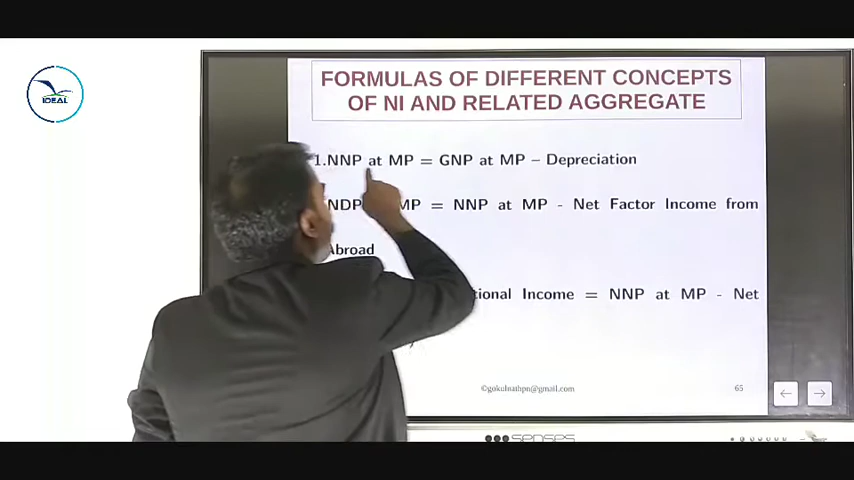 IDEAL
FORMULAS OF DIFFERENT CONCEPTS
OF NI AND RELATED AGGREGATE
1.NNP at MP = GNP at MP – Depreciation
NDP MP = NNP at MP - Net Factor Income from
Abroad
Income = NNP at MP - Net
©gokulnathpn@gmail.com
65